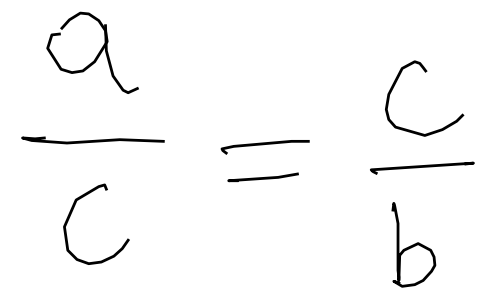 a/c = c/b